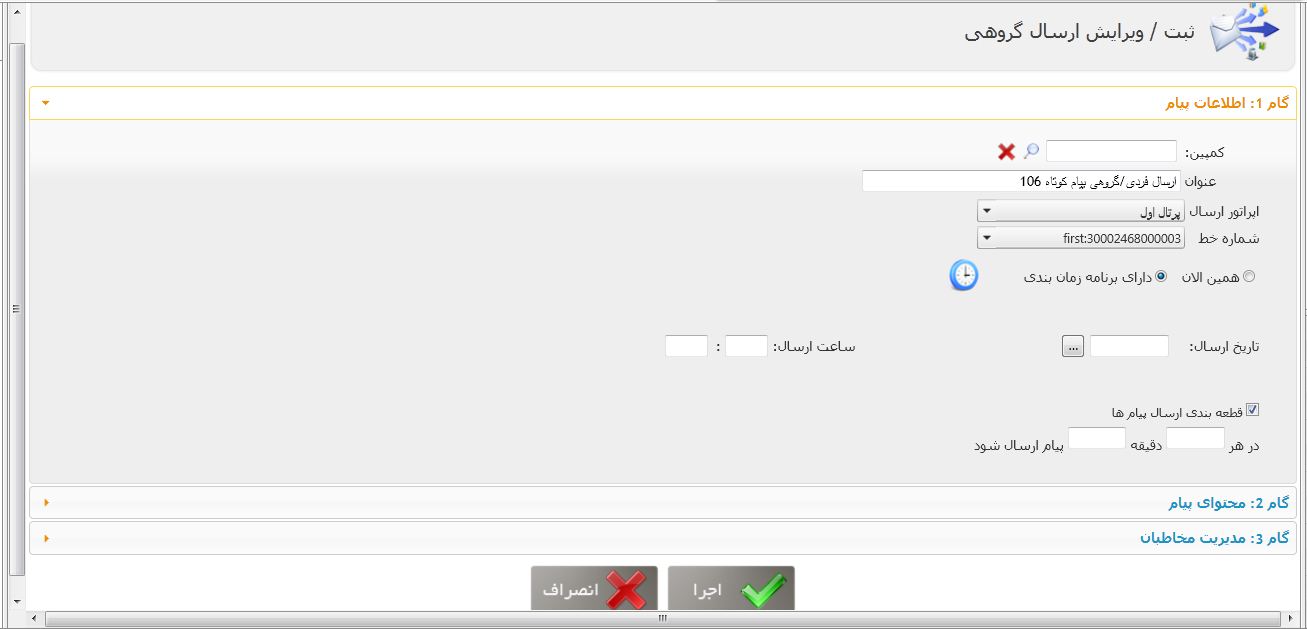 ثبت / ویرایش ارسال گروهی
گام 1: اطلاعات پیام
کمپین:
عنوان ارسال فردی/گروهی پیام کوتاه 106
اپراتور ارسال پرتال اول
شماره خط first:30002468000003
همین الان دارای برنامه زمان بندی
تاریخ ارسال: ... ساعت ارسال: :
قطعه بندی ارسال پیام ها
در هر دقیقه پیام ارسال شود
گام 2: محتوای پیام
گام 3: مدیریت مخاطبان
اجرا انصراف